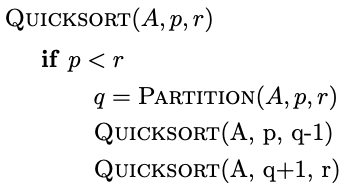 QUICKSORT(A, p, r)
if p < r
q = PARTITION(A, p, r)
QUICKSORT(A, p, q-1)
QUICKSORT(A, q+1, r)